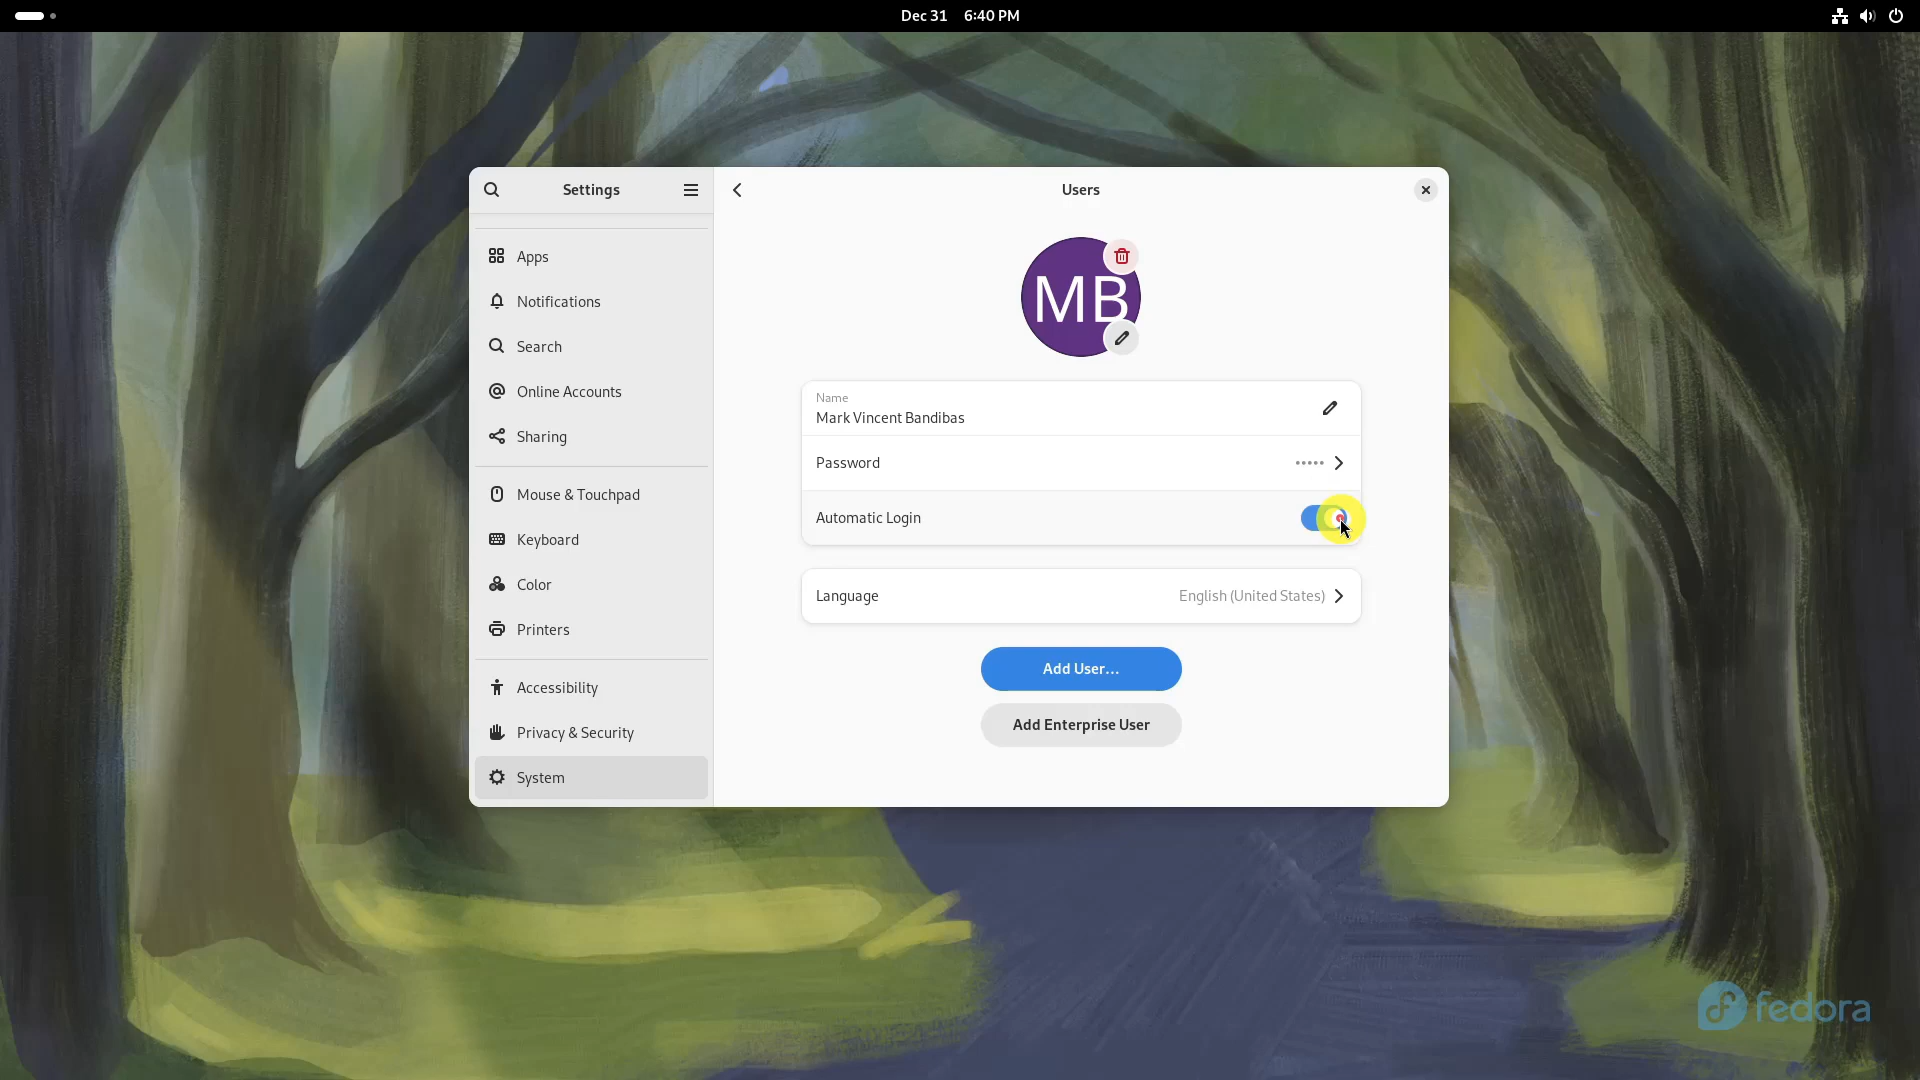 Dec 31 6:40 PM
Settings
Users
Apps
Notifications
Search
Online Accounts
Sharing
Mouse & Touchpad
Keyboard
Color
Printers
Accessibility
Privacy & Security
System
MB
Name
Mark Vincent Bandibas
Password •••••
Automatic Login
Language English (United States)
Add User...
Add Enterprise User
fedora